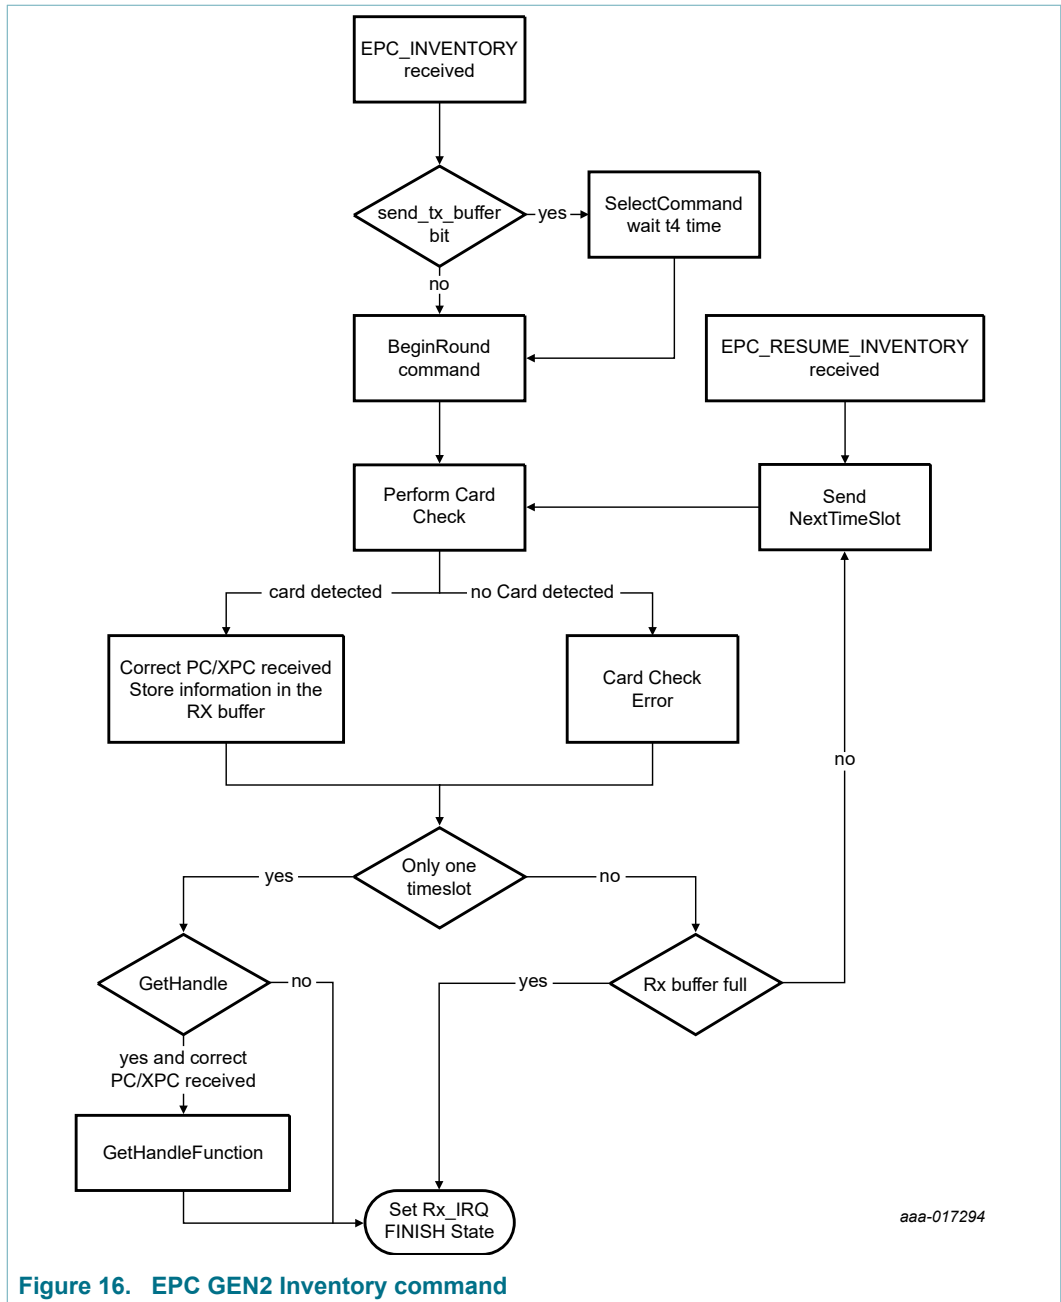 EPC_INVENTORY
received
send_tx_buffer
bit
yes
SelectCommand
wait t4 time
no
BeginRound
command
EPC_RESUME_INVENTORY
received
Perform Card
Check
Send
NextTimeSlot
card detected
no Card detected
Correct PC/XPC received
Store information in the
RX buffer
Card Check
Error
no
Only one
timeslot
yes
no
GetHandle
no
yes
Rx buffer full
yes and correct
PC/XPC received
GetHandleFunction
Set Rx_IRQ
FINISH State
aaa-017294
Figure 16. EPC GEN2 Inventory command